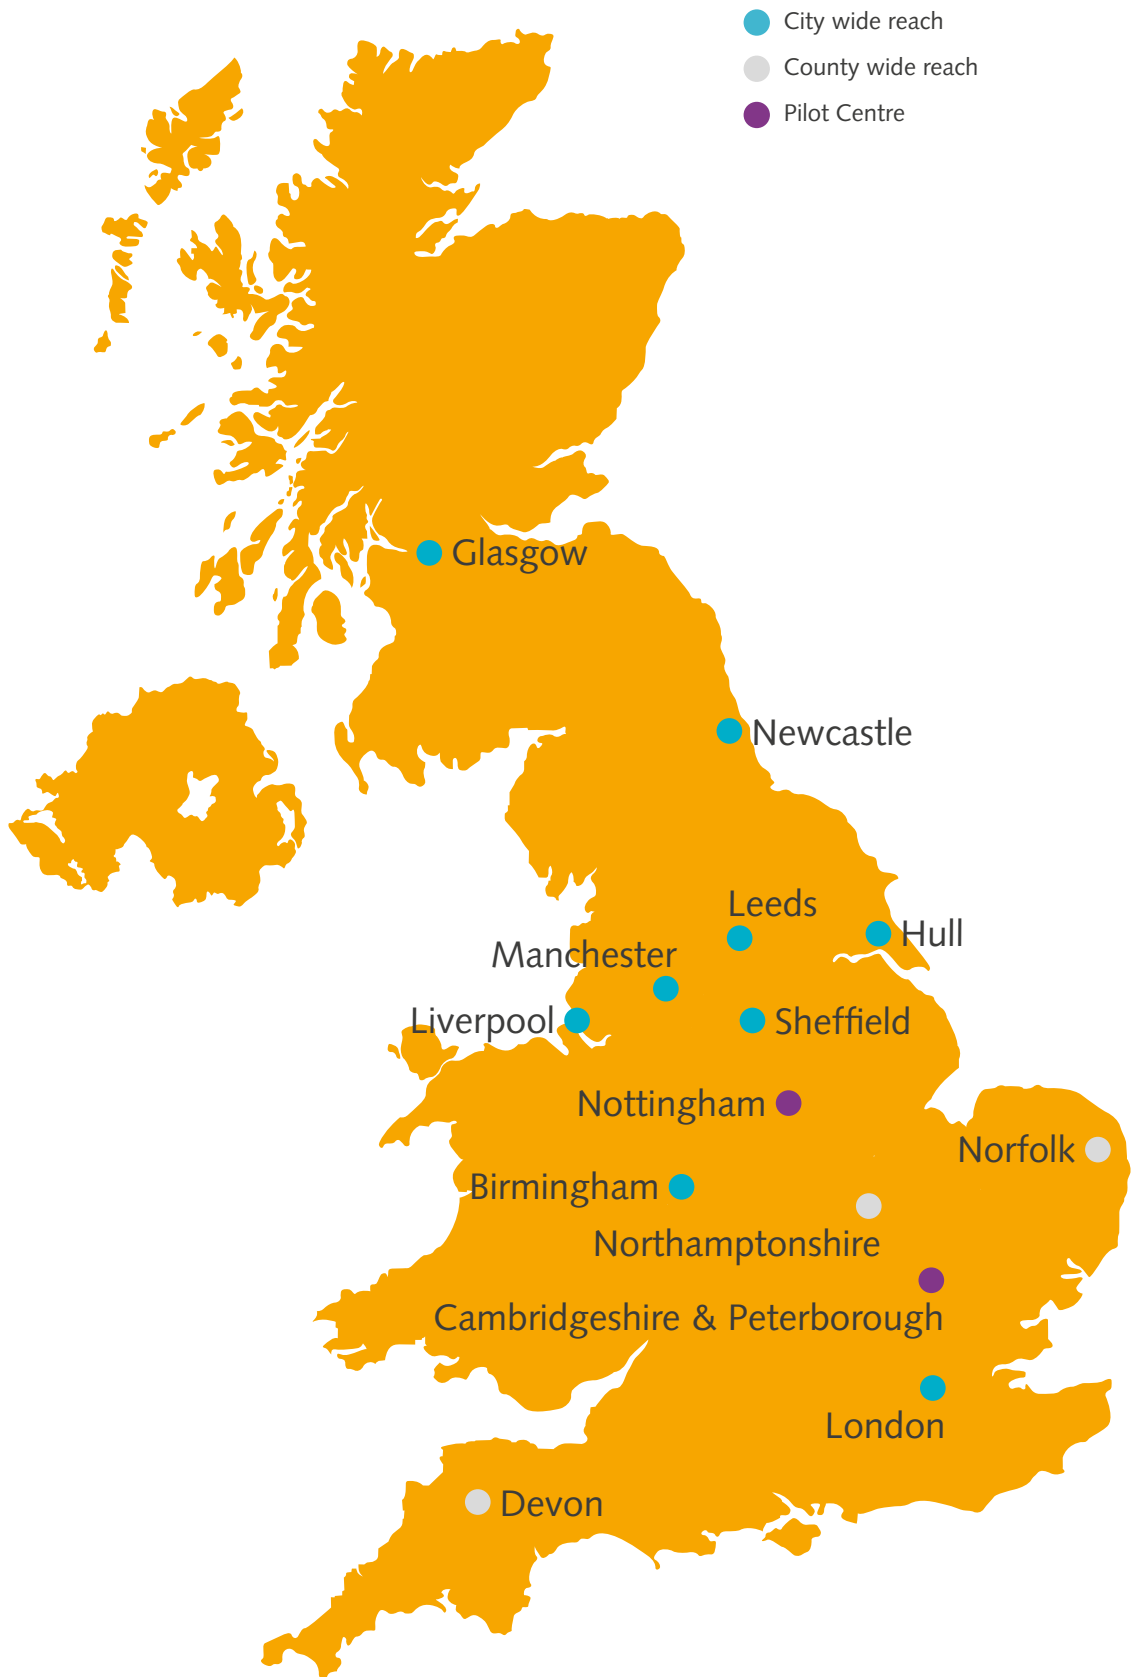 City wide reach
County wide reach
Pilot Centre
Glasgow
Newcastle
Leeds
Hull
Manchester
Liverpool
Sheffield
Nottingham
Norfolk
Birmingham
Northamptonshire
Cambridgeshire & Peterborough
London
Devon